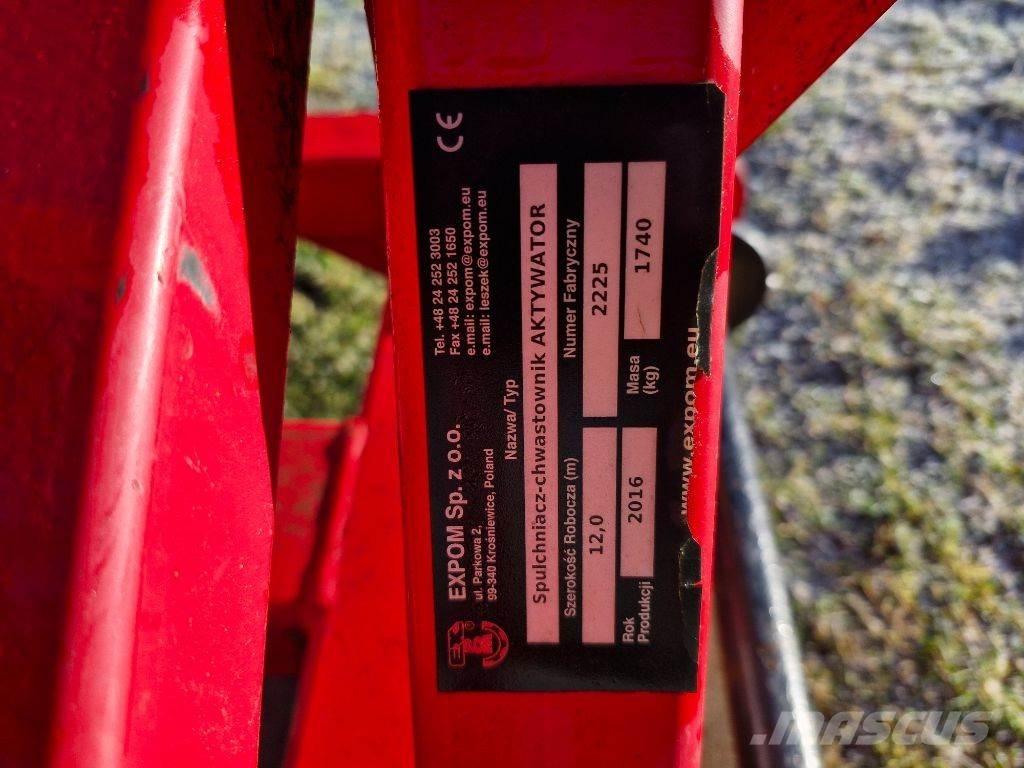 EXPOM Sp. z o.o.
ul. Parkowa 2,
99-340 Krośniewice, Poland
Tel. +48 24 252 3003
Fax +48 24 252 1650
e.mail: expom@expom.eu
e.mail: leszek@expom.eu
CE
Nazwa/ Typ
Spulchniacz-chwastownik AKTYWATOR
Szerokość Robocza (m)
Numer Fabryczny
12,0
2225
Rok
Produkcji
2016
Masa
(kg)
1740
www.expom.eu
MASCUS